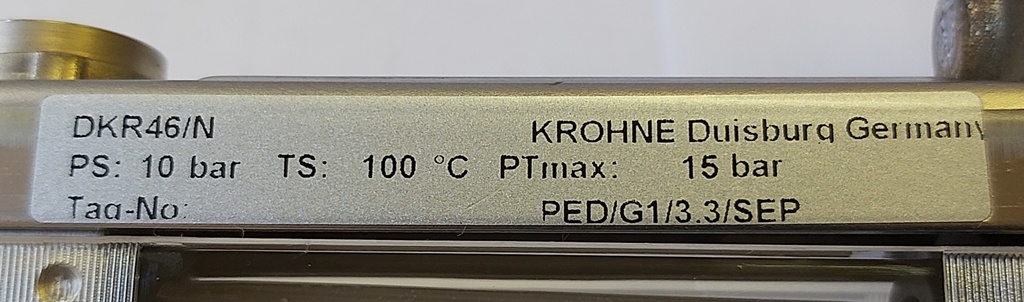 DKR46/N KROHNE Duisburg Germany
PS: 10 bar TS: 100 °C PTmax: 15 bar
Tag-No: PED/G1/3.3/SEP